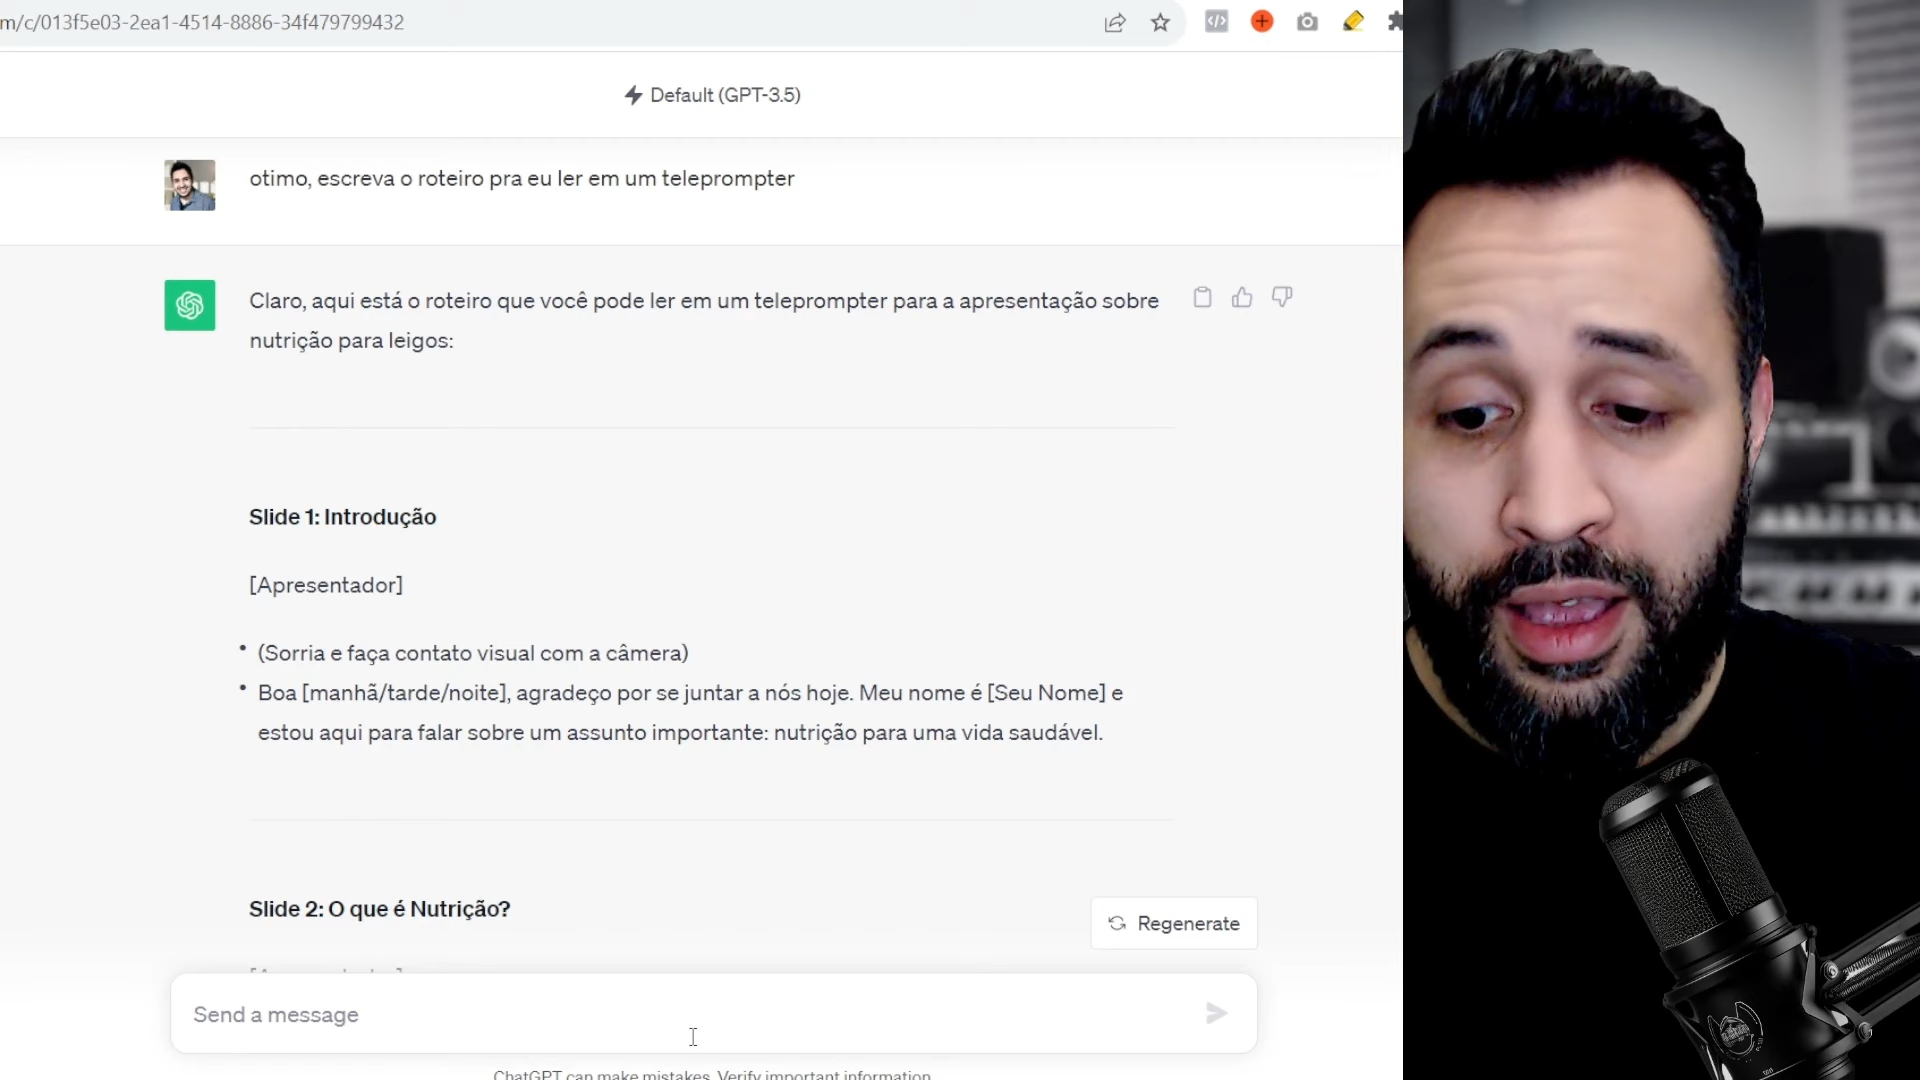 m/c/013f5e03-2ea1-4514-8886-34f479799432
Default (GPT-3.5)
otimo, escreva o roteiro pra eu ler em um teleprompter
Claro, aqui está o roteiro que você pode ler em um teleprompter para a apresentação sobre
nutrição para leigos:
Slide 1: Introdução
[Apresentador]
(Sorria e faça contato visual com a câmera)
Boa [manhã/tarde/noite], agradeço por se juntar a nós hoje. Meu nome é [Seu Nome] e
estou aqui para falar sobre um assunto importante: nutrição para uma vida saudável.
Slide 2: O que é Nutrição?
Regenerate
Send a message
ChatGPT can make mistakes. Verify important information.